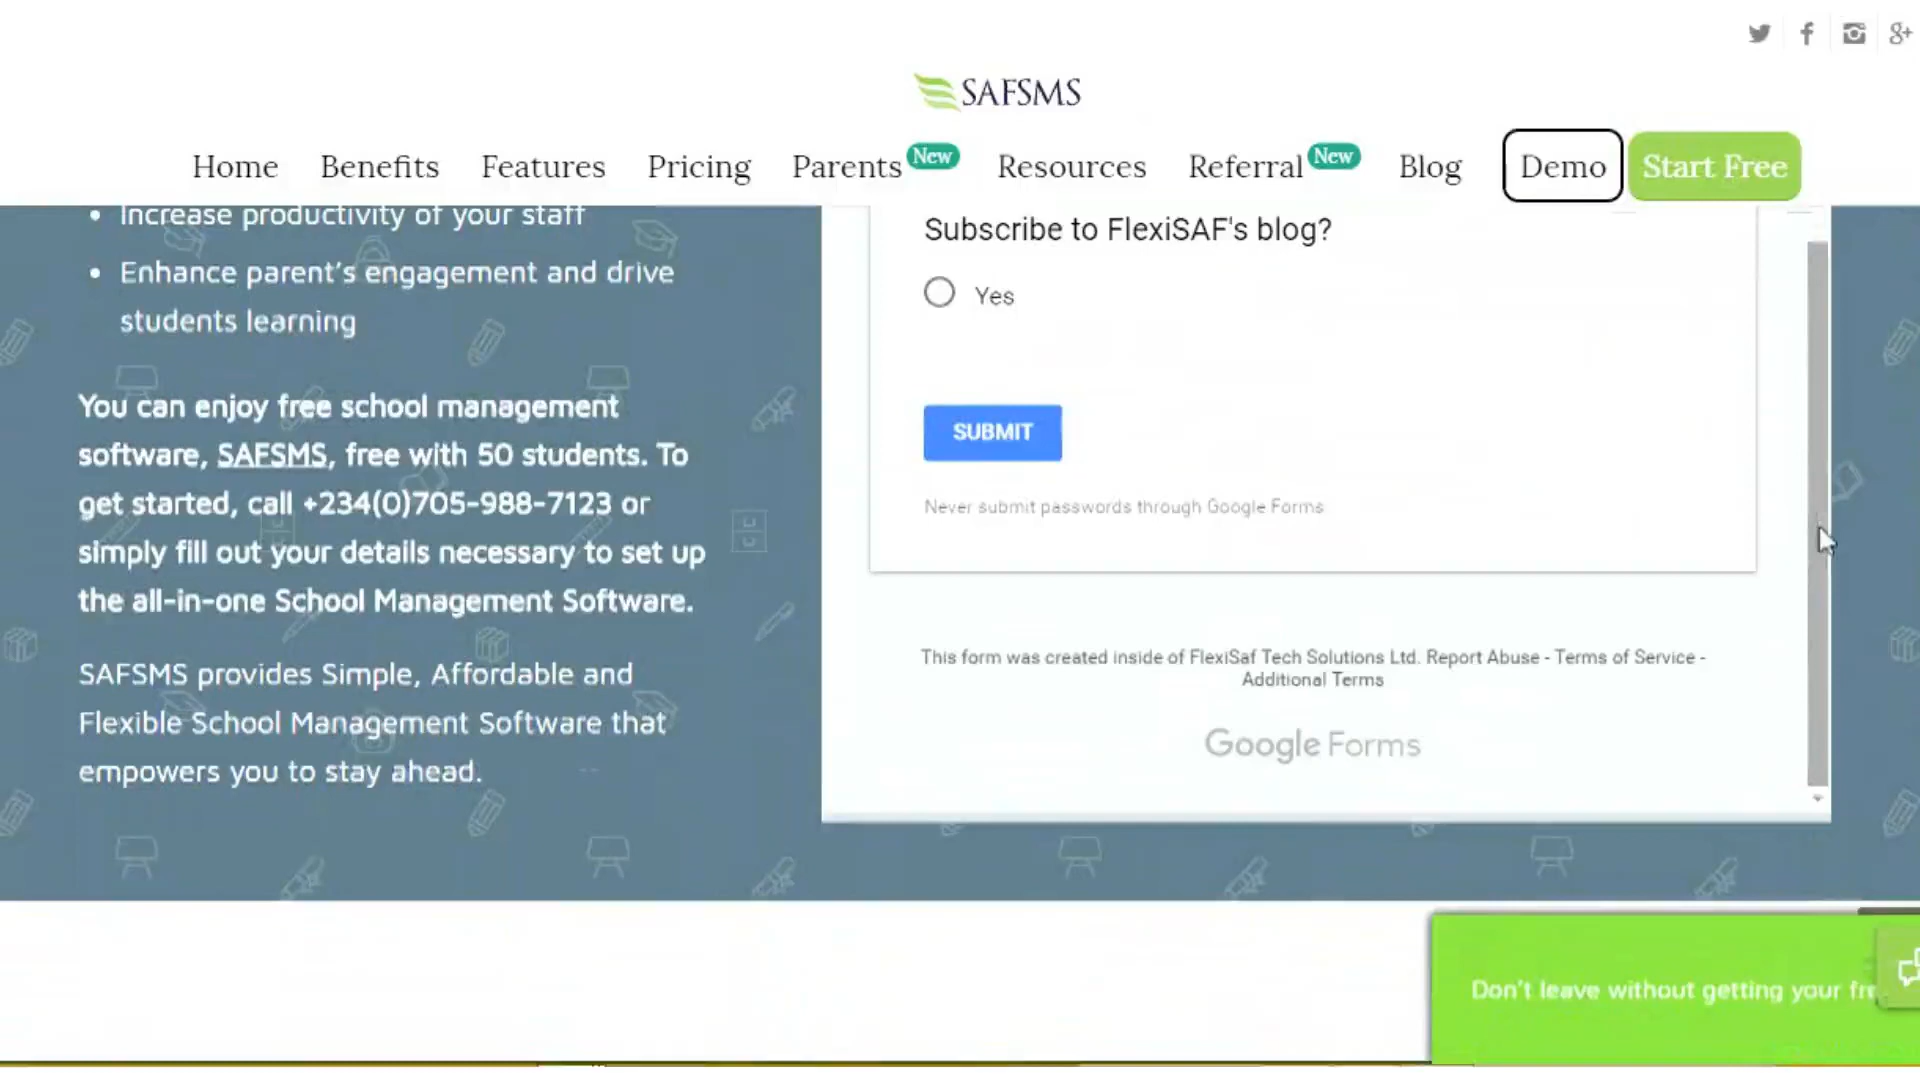 SAFSMS
Home Benefits Features Pricing Parents New Resources Referral New Blog Demo Start Free
• Increase productivity of your staff
• Enhance parent's engagement and drive
students learning
You can enjoy free school management
software, SAFSMS, free with 50 students. To
get started, call +234(0)705-988-7123 or
simply fill out your details necessary to set up
the all-in-one School Management Software.
SAFSMS provides Simple, Affordable and
Flexible School Management Software that
empowers you to stay ahead.
Subscribe to FlexiSAF's blog?
Yes
SUBMIT
Never submit passwords through Google Forms
This form was created inside of FlexiSaf Tech Solutions Ltd. Report Abuse - Terms of Service -
Additional Terms
Google Forms
Don't leave without getting your